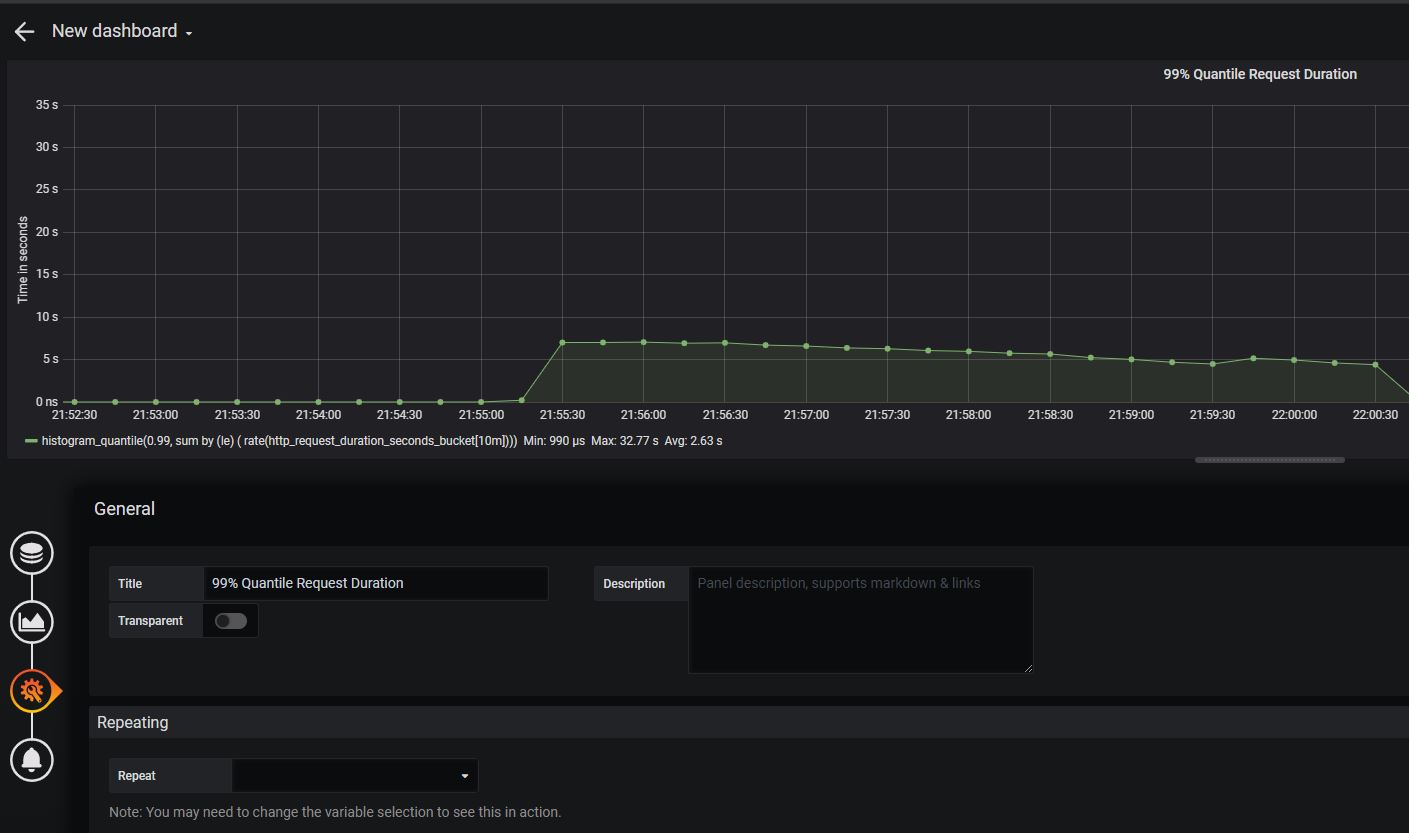 New dashboard
99% Quantile Request Duration
35 s
30 s
25 s
20 s
15 s
10 s
5 s
0 ns
Time in seconds
21:52:30 21:53:00 21:53:30 21:54:00 21:54:30 21:55:00 21:55:30 21:56:00 21:56:30 21:57:00 21:57:30 21:58:00 21:58:30 21:59:00 21:59:30 22:00:00 22:00:30
histogram_quantile(0.99, sum by (le) ( rate(http_request_duration_seconds_bucket[10m]))) Min: 990 µs Max: 32.77 s Avg: 2.63 s
General
Title 99% Quantile Request Duration
Description Panel description, supports markdown & links
Transparent
Repeating
Repeat
Note: You may need to change the variable selection to see this in action.